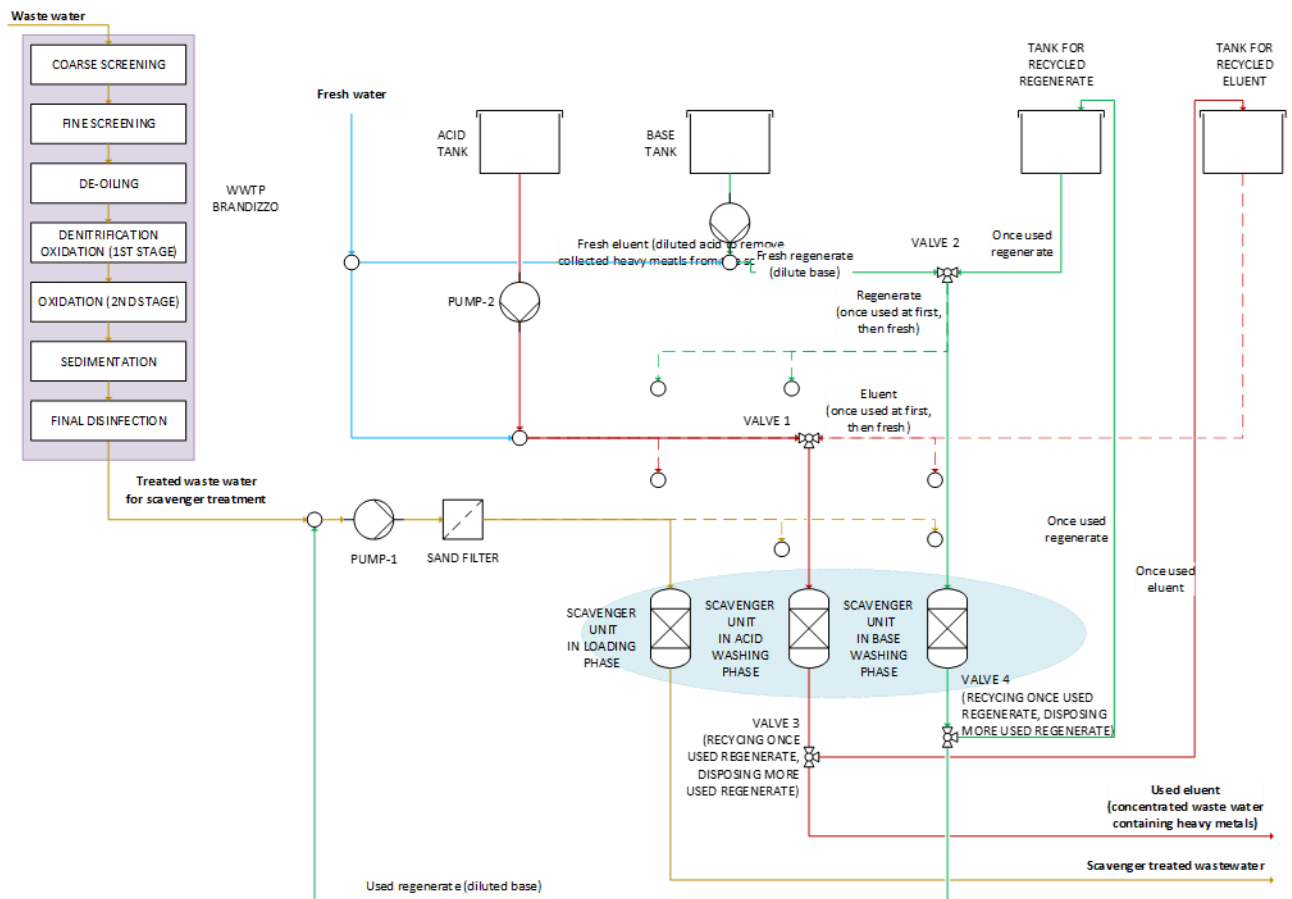 Waste water
COARSE SCREENING
FINE SCREENING
DE-OILING
DENITRIFICATION
OXIDATION (1ST STAGE)
OXIDATION (2ND STAGE)
SEDIMENTATION
FINAL DISINFECTION
WWTP
BRANDIZZO
Fresh water
ACID
TANK
BASE
TANK
TANK FOR
RECYCLED
REGENERATE
TANK FOR
RECYCLED
ELUENT
Fresh eluent (diluted acid to remove
collected heavy meatls from
Fresh regenerate
(dilute base)
VALVE 2
Once used
regenerate
PUMP-2
Regenerate
(once used at first,
then fresh)
Eluent
(once used at first,
then fresh)
VALVE 1
Treated waste water
for scavenger treatment
PUMP-1
SAND FILTER
Once used
regenerate
Once used
eluent
SCAVENGER
UNIT
IN LOADING
PHASE
SCAVENGER
UNIT
IN ACID
WASHING
PHASE
SCAVENGER
UNIT
IN BASE
WASHING
PHASE
VALVE 4
(RECYCING ONCE USED
REGENERATE, DISPOSING
MORE USED REGENERATE)
VALVE 3
(RECYCING ONCE
USED REGENERATE,
DISPOSING MORE
USED REGENERATE)
Used eluent
(concentrated waste water
containing heavy metals)
Scavenger treated wastewater
Used regenerate (diluted base)